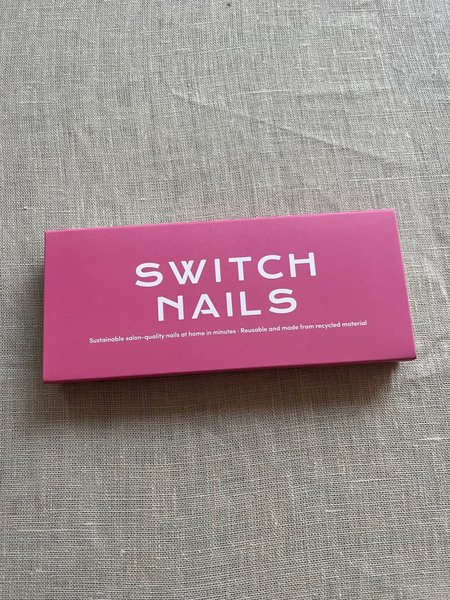 SWITCH
NAILS
Sustainable salon-quality nails at home in minutes · Reusable and made from recycled material